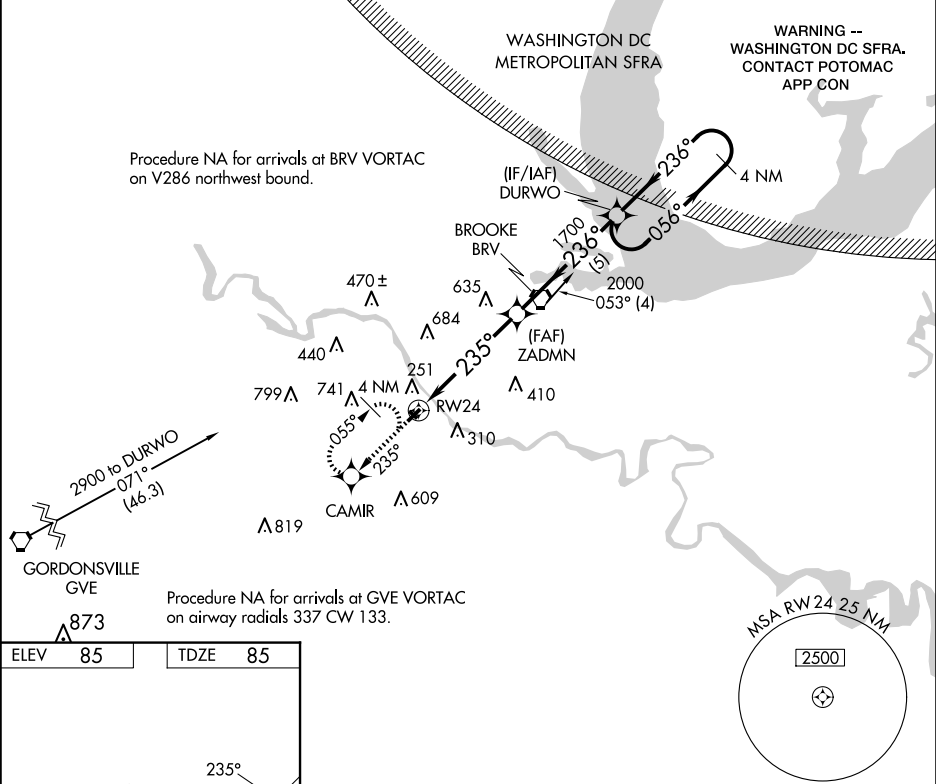 WASHINGTON DC
METROPOLITAN SFRA
WARNING --
WASHINGTON DC SFRA.
CONTACT POTOMAC
APP CON
Procedure NA for arrivals at BRV VORTAC
on V286 northwest bound.
(IF/IAF)
DURWO
236°
4 NM
056°
BROOKE
BRV
1700
236°
(5)
2000
053° (4)
470 ±
635
684
(FAF)
ZADMN
440
235°
251
410
799
741
4 NM
RW24
310
055°
235°
2900 to DURWO
071°
(46.3)
CAMIR
609
819
GORDONSVILLE
GVE
Procedure NA for arrivals at GVE VORTAC
on airway radials 337 CW 133.
873
ELEV 85
TDZE 85
235°
MSA RW24 25 NM
2500